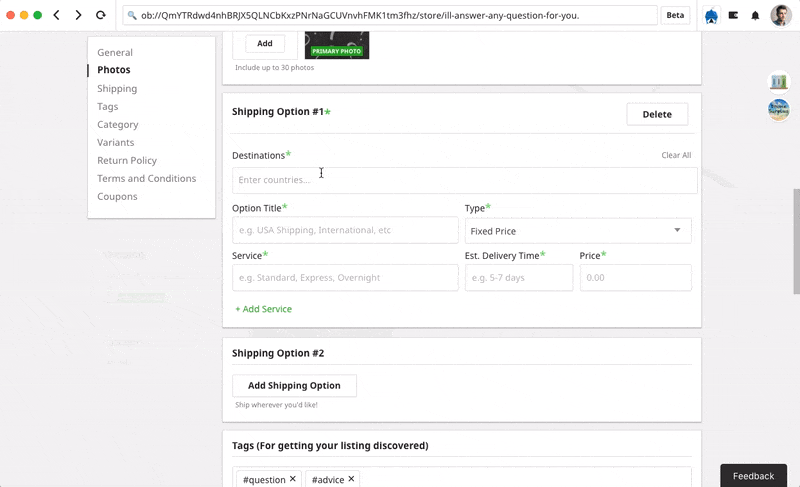 ob://QmYTRdwd4nhBRJX5QLNCbKxzPNrNaGCUVnvhFMK1tm3fhz/store/ill-answer-any-question-for-you.
Beta
General
Photos
Shipping
Tags
Category
Variants
Return Policy
Terms and Conditions
Coupons
Add
PRIMARY PHOTO
Include up to 30 photos
Shipping Option #1*
Delete
Destinations*
Clear All
Enter countries...
Option Title*
Type*
e.g. USA Shipping, International, etc
Fixed Price
Service*
Est. Delivery Time*
Price*
e.g. Standard, Express, Overnight
e.g. 5-7 days
0.00
+ Add Service
Shipping Option #2
Add Shipping Option
Ship wherever you'd like!
Tags (For getting your listing discovered)
#question ×
#advice ×
Feedback